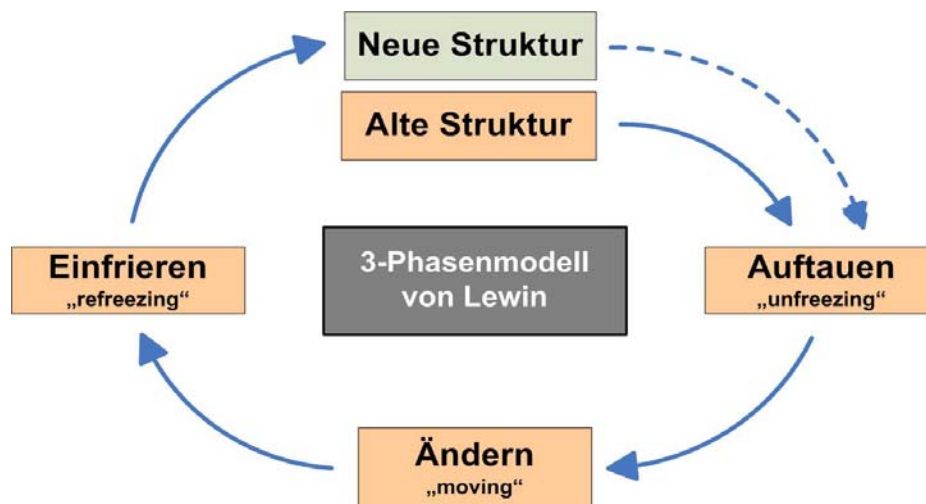 Neue Struktur
Alte Struktur
Einfrieren
„refreezing“
3-Phasenmodell
von Lewin
Auftauen
„unfreezing“
Ändern
„moving“